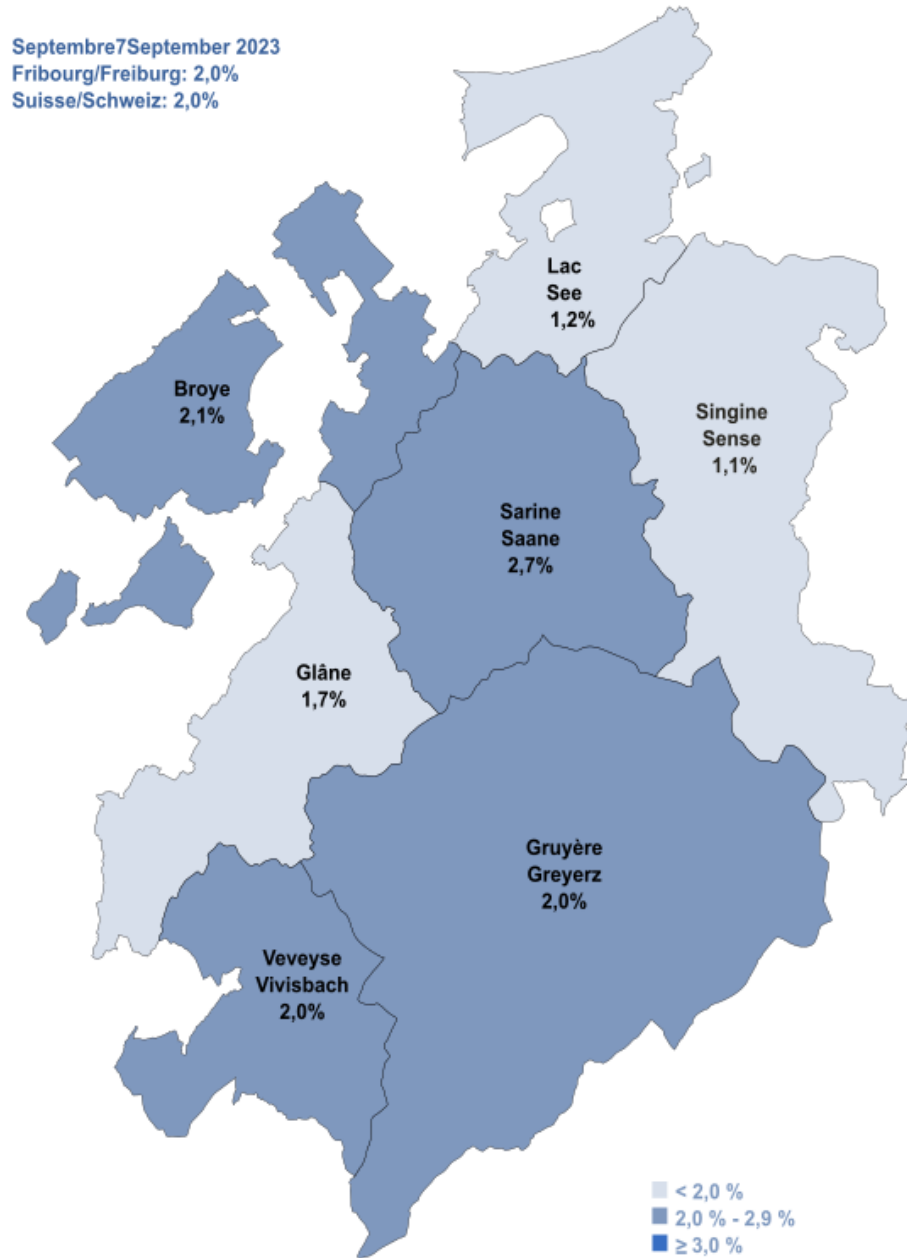 Septembre7September 2023
Fribourg/Freiburg: 2,0%
Suisse/Schweiz: 2,0%
Lac
See
1,2%
Broye
2,1%
Singine
Sense
1,1%
Sarine
Saane
2,7%
Glâne
1,7%
Gruyère
Greyerz
2,0%
Veveyse
Vivisbach
2,0%
< 2,0 %
2,0 % - 2,9 %
≥ 3,0 %